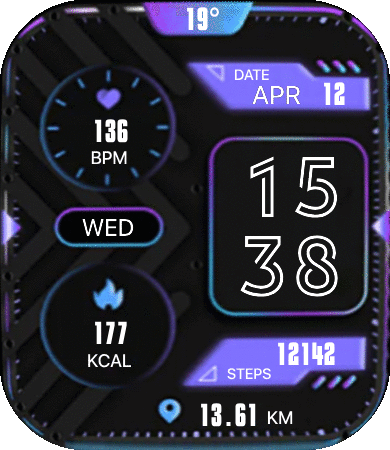 19°
DATE
APR 12
136
BPM
WED
15
38
177
KCAL
12142
STEPS
13.61 KM